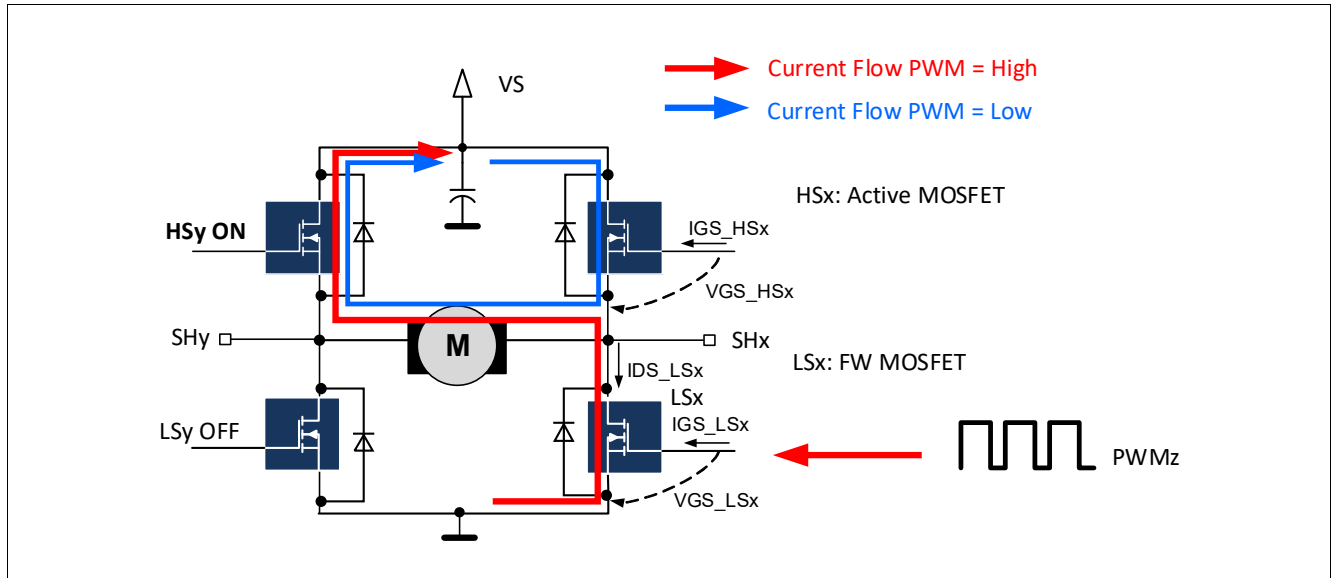 Current Flow PWM = High
VS
Current Flow PWM = Low
HSx: Active MOSFET
HSy ON
IGS_HSx
VGS_HSx
SHy
M
SHx
LSx: FW MOSFET
IDS_LSx
LSx
LSy OFF
IGS_LSx
PWMz
VGS_LSx